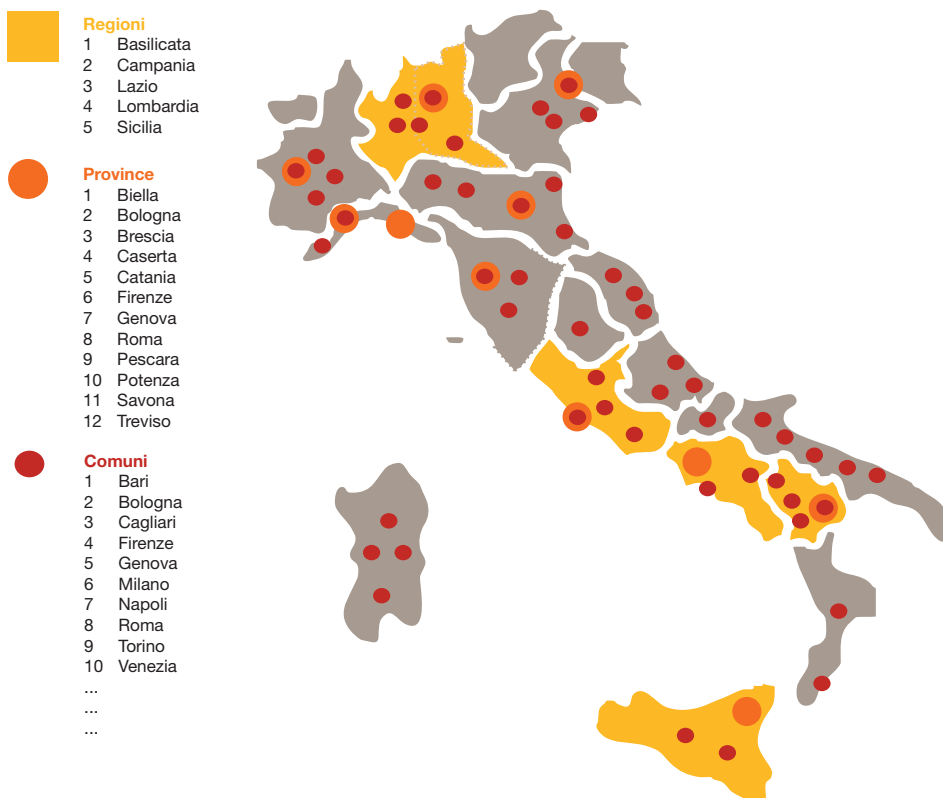 Regioni
1 Basilicata
2 Campania
3 Lazio
4 Lombardia
5 Sicilia
Province
1 Biella
2 Bologna
3 Brescia
4 Caserta
5 Catania
6 Firenze
7 Genova
8 Roma
9 Pescara
10 Potenza
11 Savona
12 Treviso
Comuni
1 Bari
2 Bologna
3 Cagliari
4 Firenze
5 Genova
6 Milano
7 Napoli
8 Roma
9 Torino
10 Venezia
...
...
...